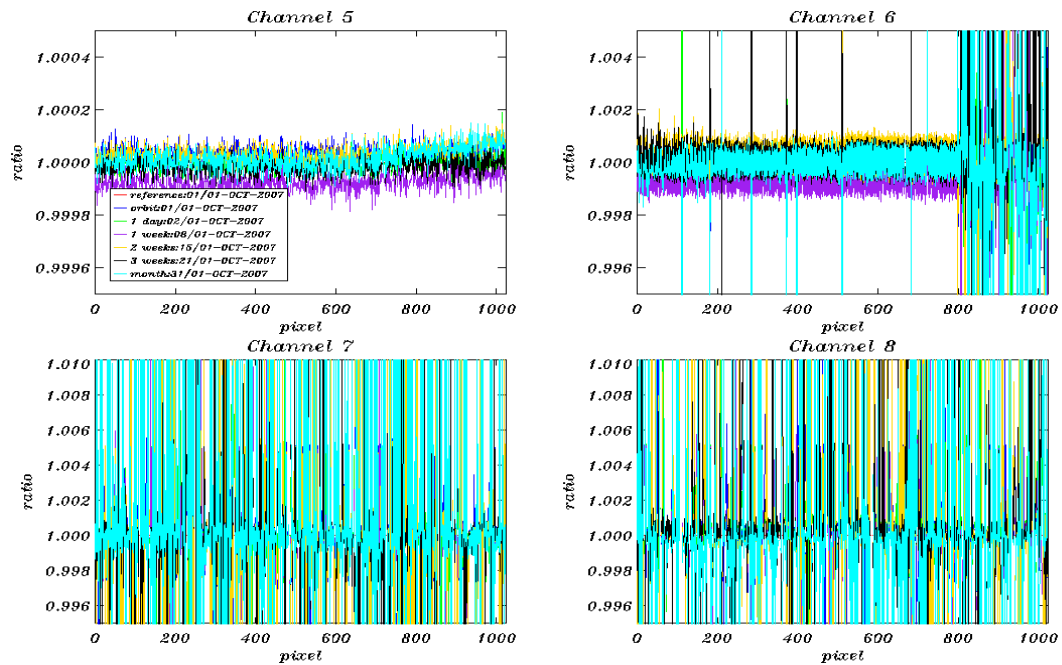 Channel 5
Channel 6
1.0004
1.0002
1.0000
0.9998
0.9996
ratio
reference:01/01-OCT-2007
orbit:01/01-OCT-2007
1 day:02/01-OCT-2007
1 week:08/01-OCT-2007
2 weeks:15/01-OCT-2007
3 weeks:21/01-OCT-2007
month:31/01-OCT-2007
0 200 400 600 800 1000
pixel
1.0004
1.0002
1.0000
0.9998
0.9996
ratio
0 200 400 600 800 1000
pixel
Channel 7
Channel 8
1.010
1.008
1.006
1.004
1.002
1.000
0.998
0.996
ratio
0 200 400 600 800 1000
pixel
1.010
1.008
1.006
1.004
1.002
1.000
0.998
0.996
ratio
0 200 400 600 800 1000
pixel